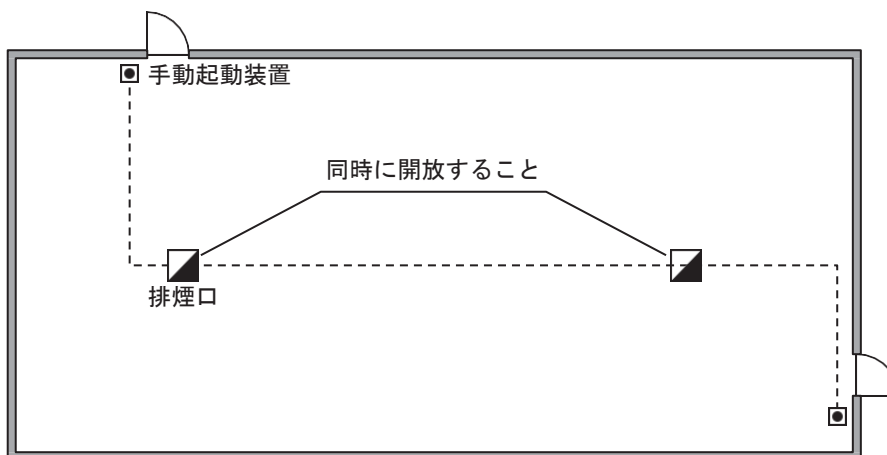 手動起動装置
同時に開放すること
排煙口